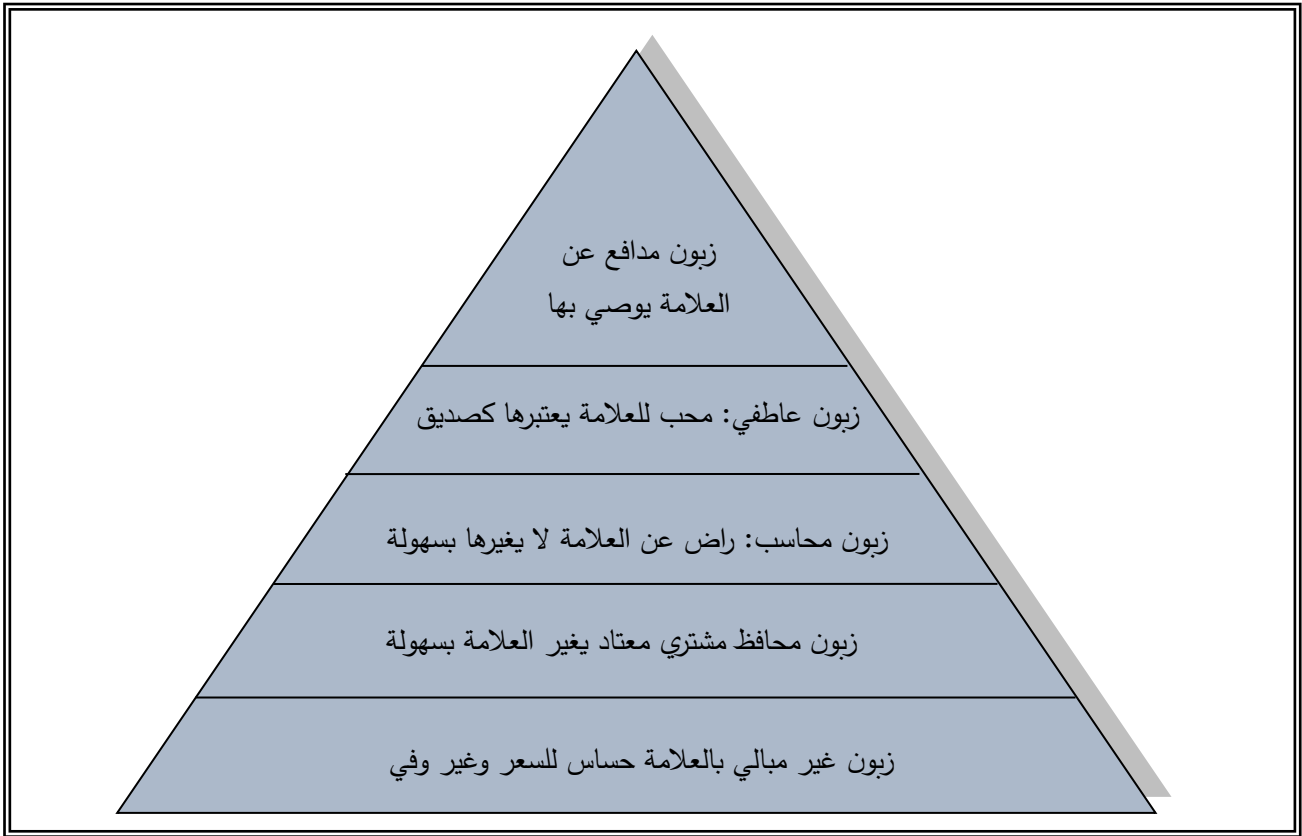 زبون مدافع عن
العلامة يوصي بها
زبون عاطفي: محب للعلامة يعتبرها كصديق
زبون محاسب: راض عن العلامة لا يغيرها بسهولة
زبون محافظ مشتري معتاد يغير العلامة بسهولة
زبون غير مبالي بالعلامة حساس للسعر وغير وفي